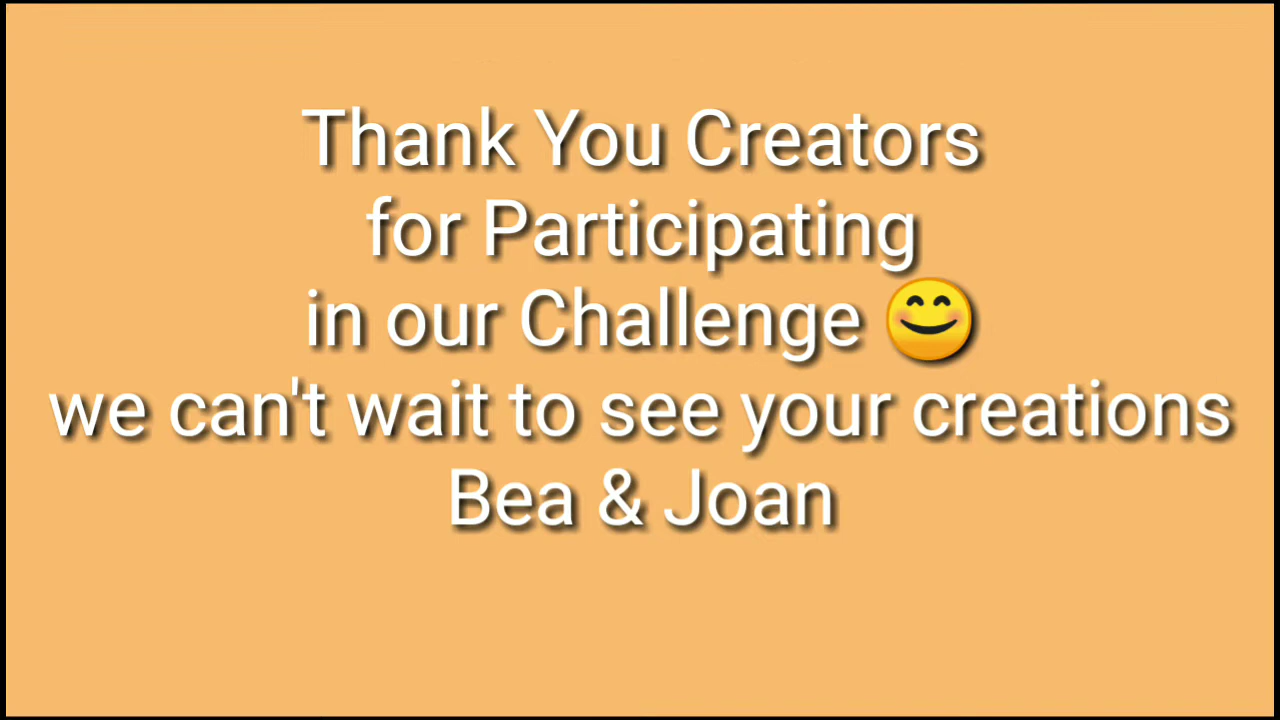 Thank You Creators
for Participating
in our Challenge 😊
we can't wait to see your creations
Bea & Joan